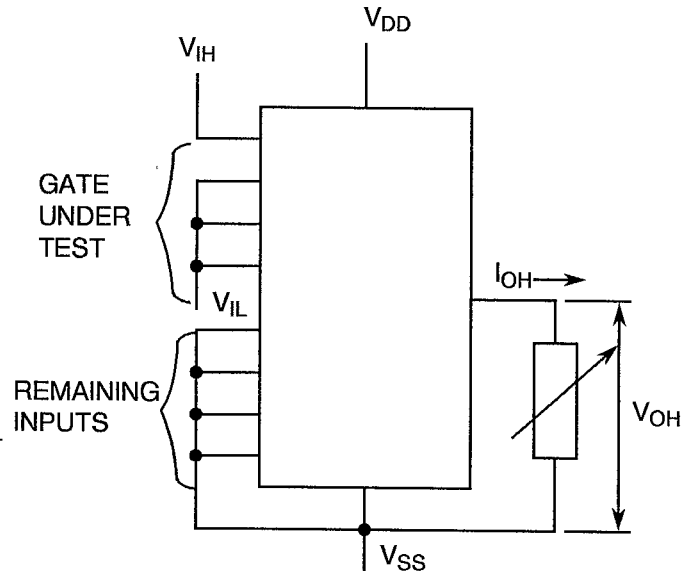 V_DD
V_IH
GATE
UNDER
TEST
I_OH
V_IL
REMAINING
INPUTS
V_OH
V_SS